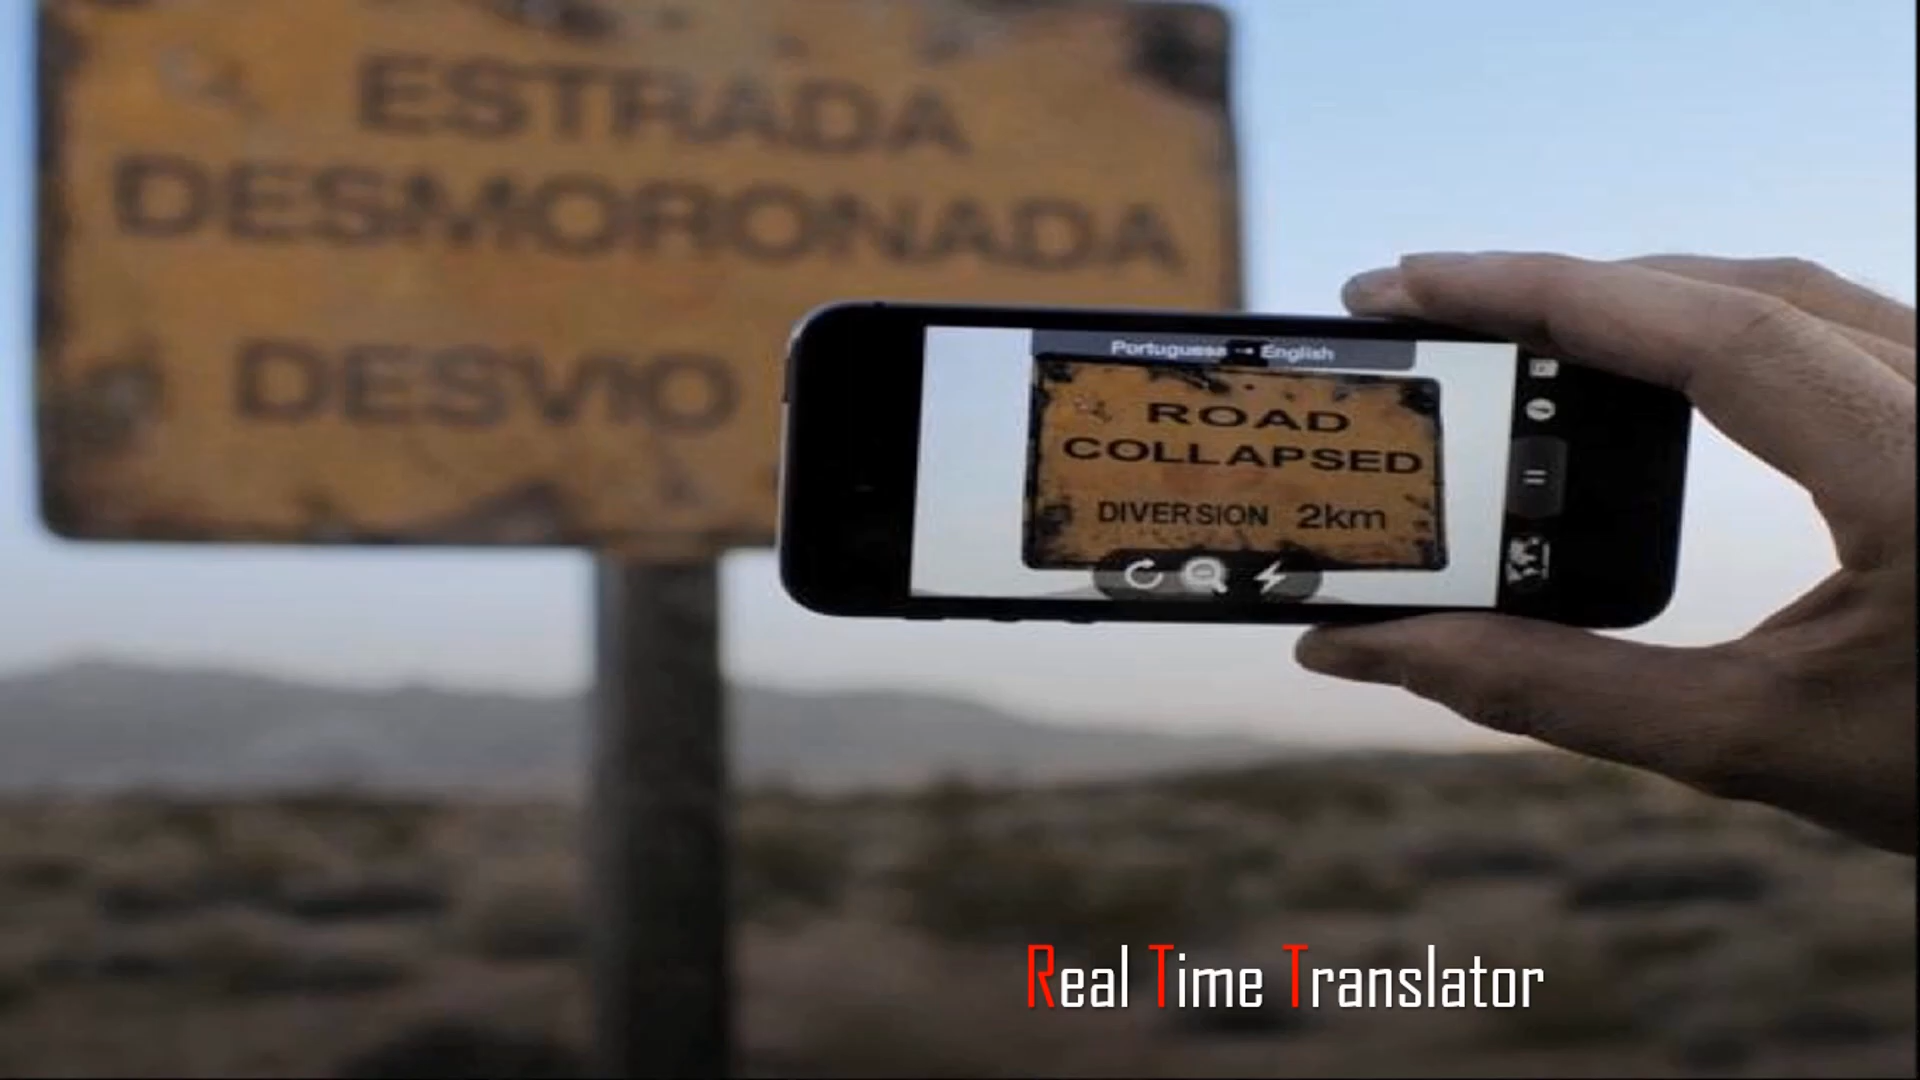 ESTRADA
DESMORONADA
DESVIO
Portuguese → English
ROAD
COLLAPSED
DIVERSION 2km
Real Time Translator